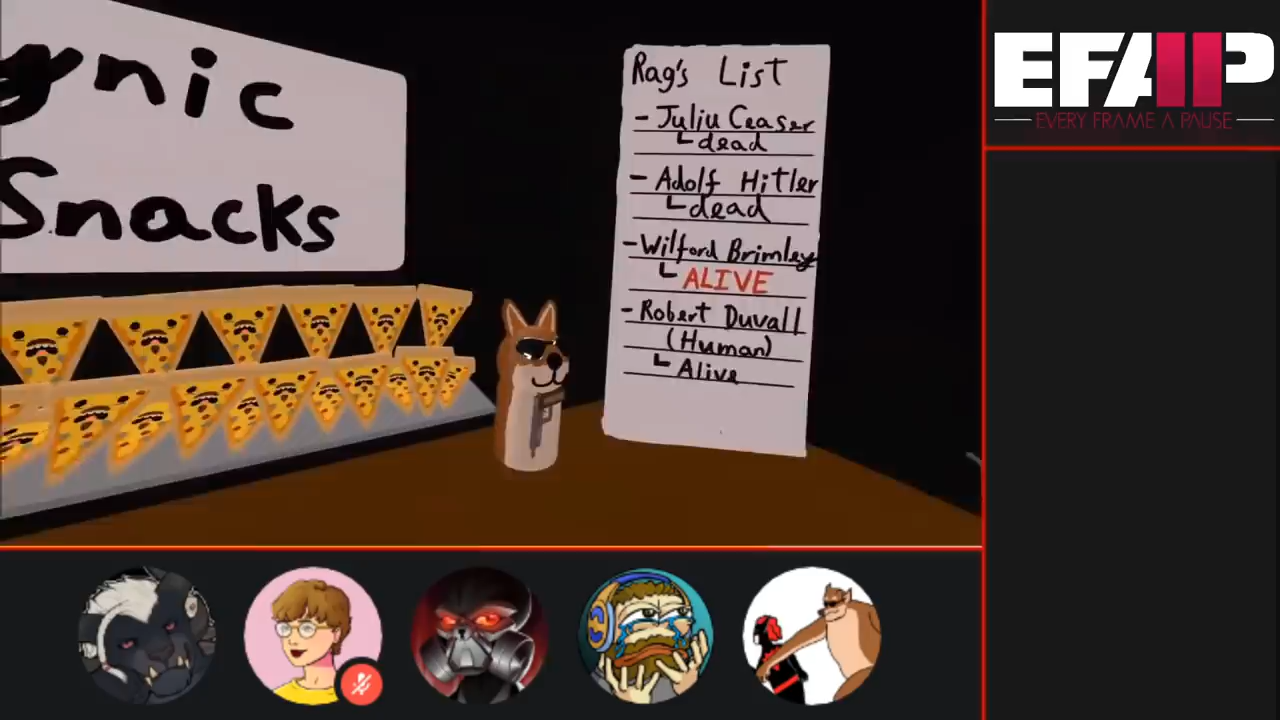 ynic
Snacks
Rag's List
- Juliu Ceaser
dead
- Adolf Hitler
dead
- Wilford Brimley
ALIVE
- Robert Duvall
(Human)
Alive
EFAP
EVERY FRAME A PAUSE